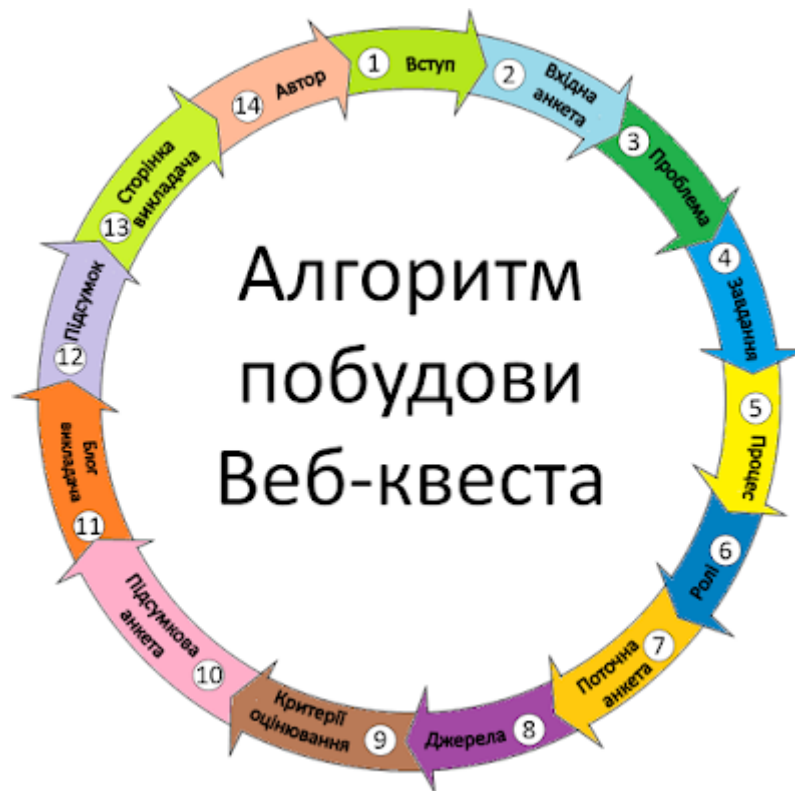 Алгоритм
побудови
Веб-квеста
1 Вступ
2 Вхідна
анкета
3 Проблема
4 Завдання
5 Процес
6 Ролі
7 Поточна
анкета
8 Джерела
9 Критерії
оцінювання
10 Підсумкова
анкета
11 Блог
викладача
12 Підсумок
13 Сторінка
викладача
14 Автор